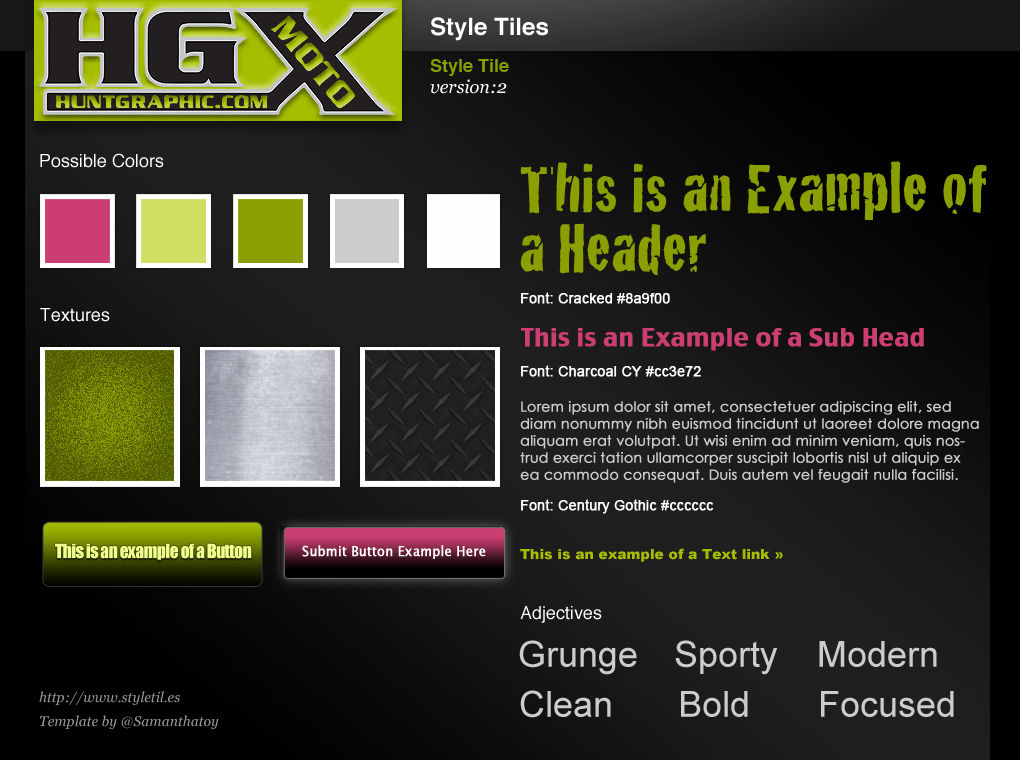 HGX
MOTO
HUNTGRAPHIC.COM
Style Tiles
Style Tile
version:2
Possible Colors
Textures
This is an example of a Button
Submit Button Example Here
http://www.styletil.es
Template by @Samanthatoy
This is an Example of
a Header
Font: Cracked #8a9f00
This is an Example of a Sub Head
Font: Charcoal CY #cc3e72
Lorem ipsum dolor sit amet, consectetuer adipiscing elit, sed
diam nonummy nibh euismod tincidunt ut laoreet dolore magna
aliquam erat volutpat. Ut wisi enim ad minim veniam, quis nos-
trud exerci tation ullamcorper suscipit lobortis nisl ut aliquip ex
ea commodo consequat. Duis autem vel feugait nulla facilisi.
Font: Century Gothic #cccccc
This is an example of a Text link »
Adjectives
Grunge Sporty Modern
Clean Bold Focused